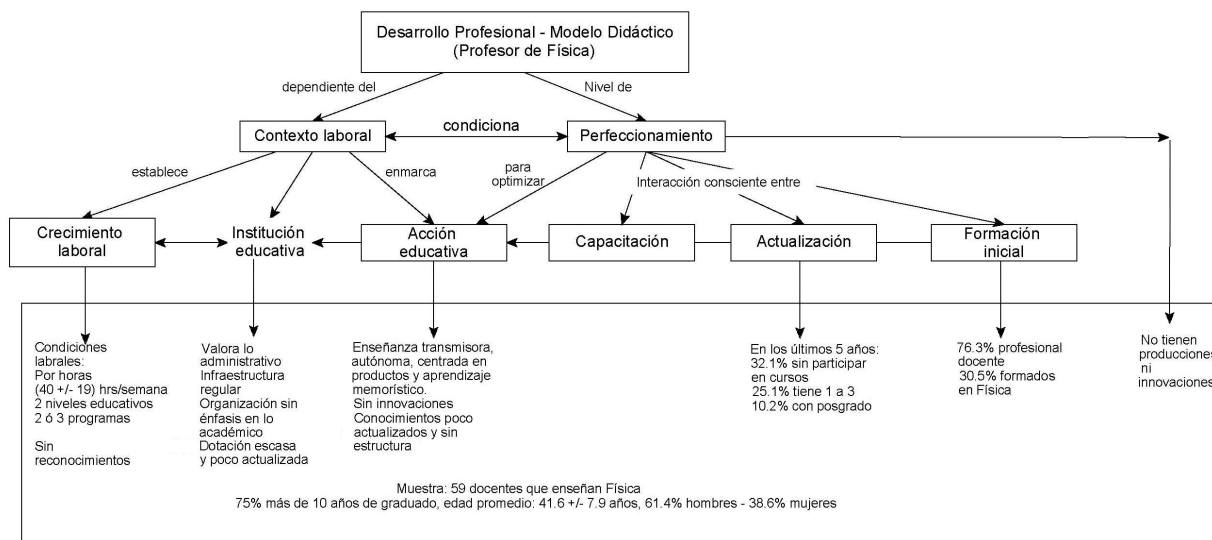 Desarrollo Profesional - Modelo Didáctico
(Profesor de Física)
dependiente del
Nivel de
Contexto laboral
condiciona
Perfeccionamiento
establece
enmarca
para
optimizar
Interacción consciente entre
Crecimiento
laboral
Institución
educativa
Acción
educativa
Capacitación
Actualización
Formación
inicial
Condiciones
labrales:
Por horas
(40 +/- 19) hrs/semana
2 niveles educativos
2 ó 3 programas
Sin
reconocimientos
Valora lo
administrativo
Infraestructura
regular
Organización sin
énfasis en lo
académico
Dotación escasa
y poco actualizada
Enseñanza transmisora,
autónoma, centrada en
productos y aprendizaje
memorístico.
Sin innovaciones
Conocimientos poco
actualizados y sin
estructura
En los últimos 5 años:
32.1% sin participar
en cursos
25.1% tiene 1 a 3
10.2% con posgrado
76.3% profesional
docente
30.5% formados
en Física
No tienen
producciones
ni
innovaciones
Muestra: 59 docentes que enseñan Física
75% más de 10 años de graduado, edad promedio: 41.6 +/- 7.9 años, 61.4% hombres - 38.6% mujeres